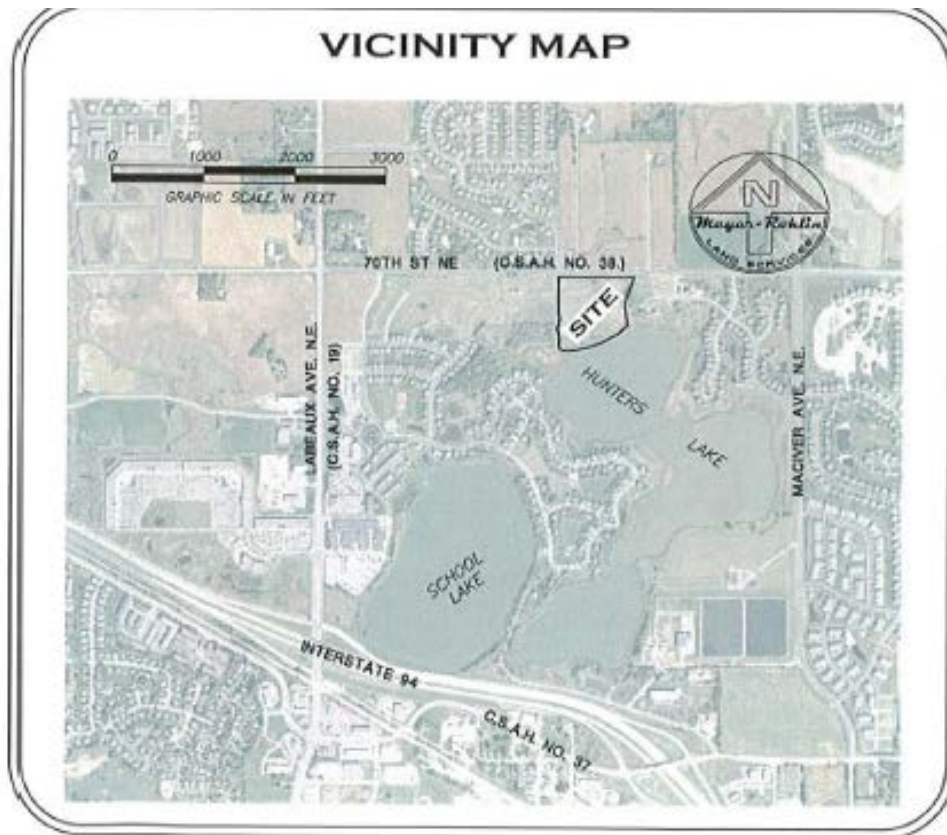 VICINITY MAP
0 1000 2000 3000
GRAPHIC SCALE IN FEET
N
Meyer-Rohlin
LAND SERVICES
70TH ST NE (C.S.A.H. NO. 38.)
SITE
LABEAUX AVE. N.E.
(C.S.A.H. NO. 19)
HUNTERS
LAKE
MACIVER AVE. N.E.
SCHOOL
LAKE
INTERSTATE 94
C.S.A.H. NO. 37